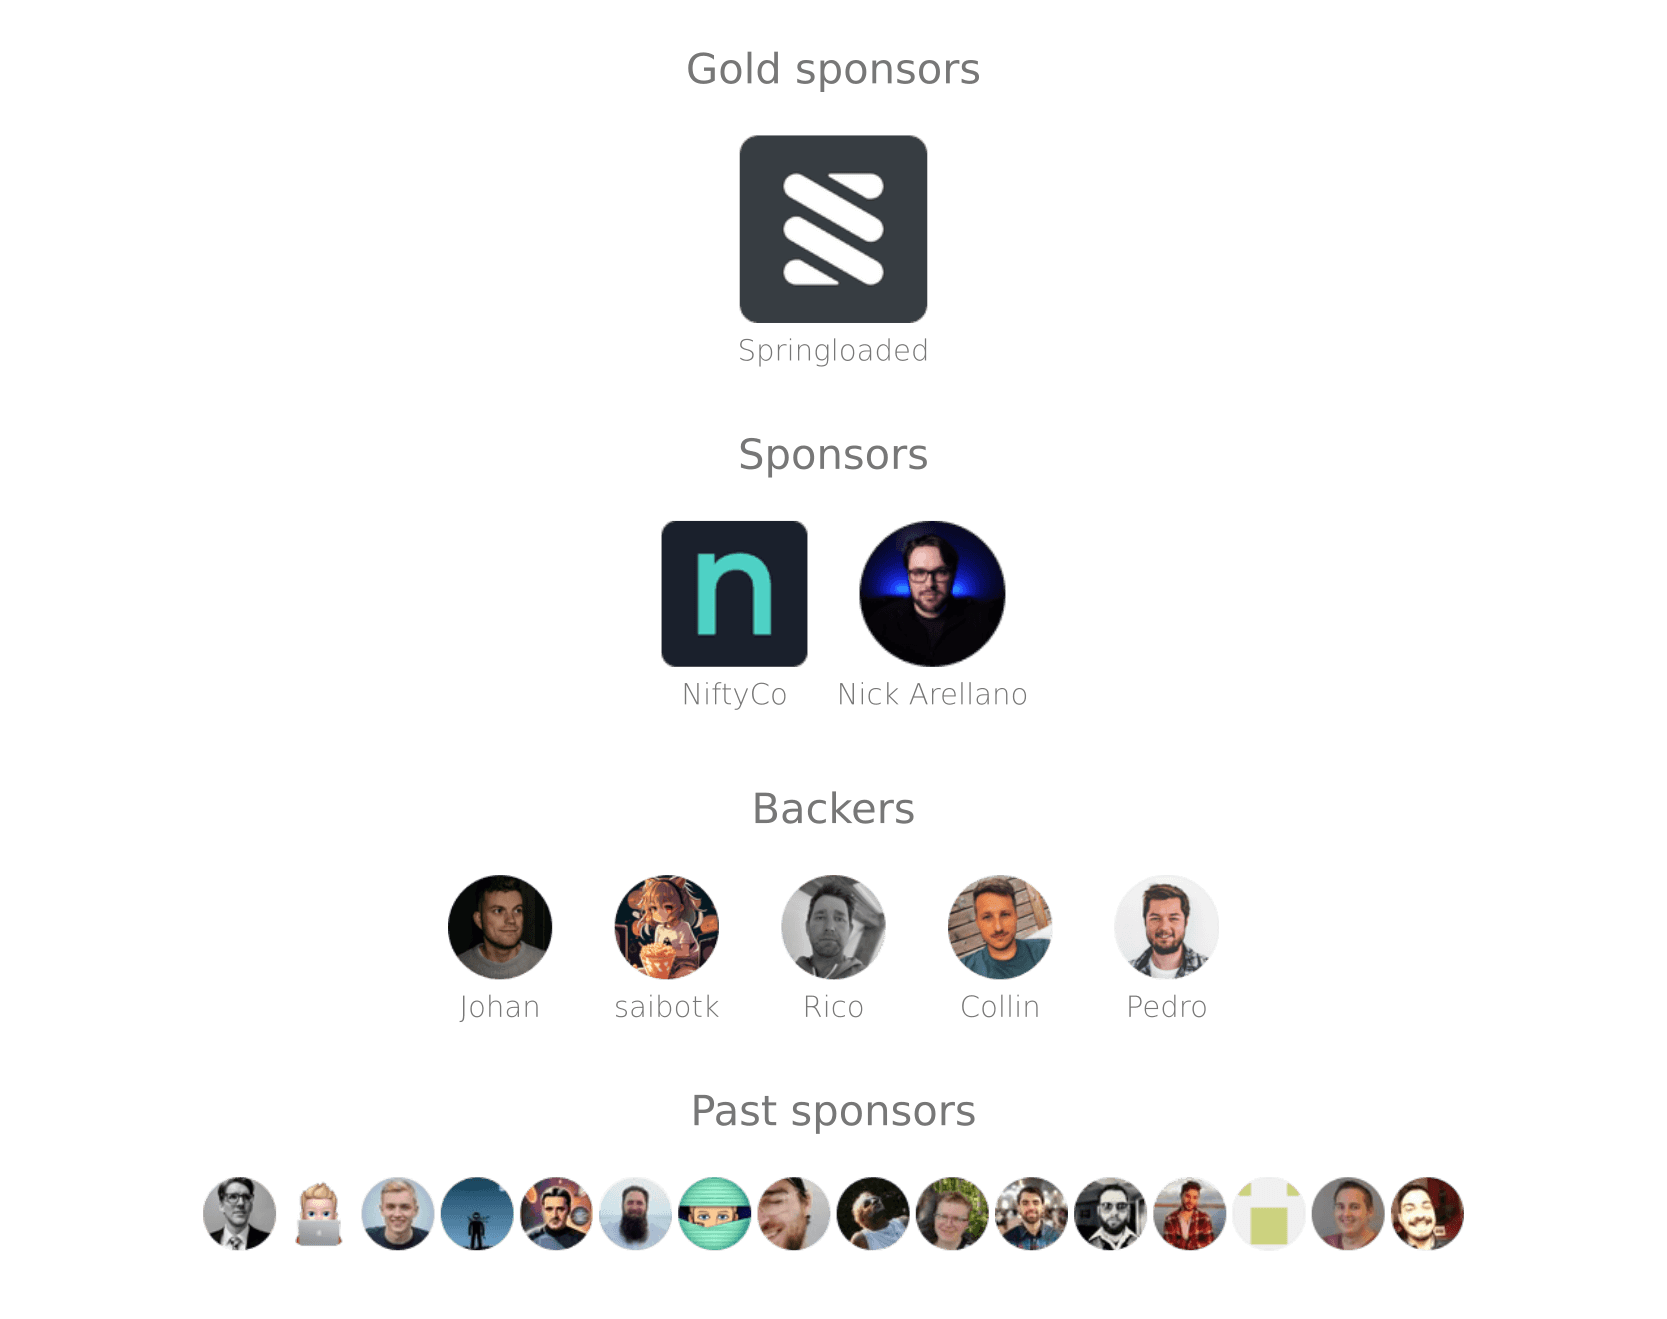 Gold sponsors
Springloaded
Sponsors
n
NiftyCo Nick Arellano
Backers
Johan saibotk Rico Collin Pedro
Past sponsors